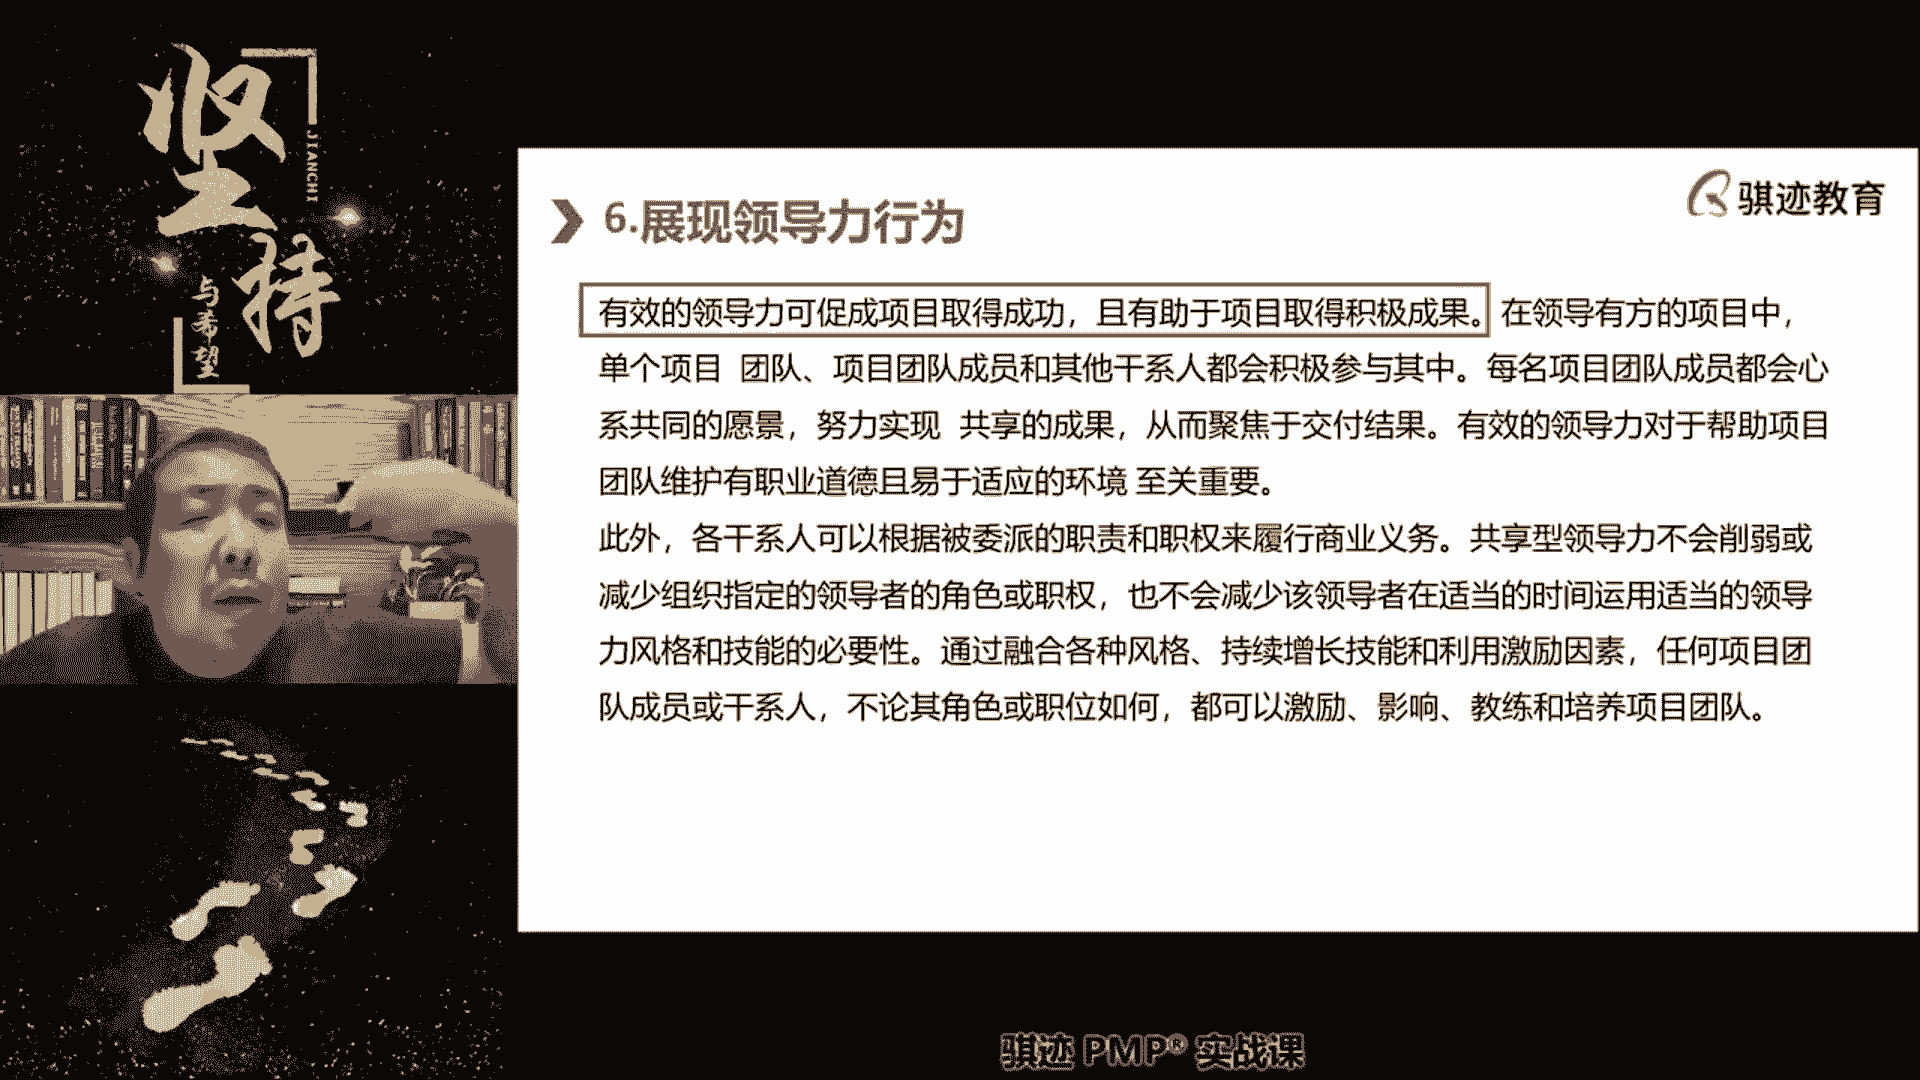 坚持
JIANCHI
与希望
骐迹教育
6.展现领导力行为
有效的领导力可促成项目取得成功，且有助于项目取得积极成果。在领导有方的项目中，
单个项目 团队、项目团队成员和其他干系人都会积极参与其中。每名项目团队成员都会心
系共同的愿景，努力实现 共享的成果，从而聚焦于交付结果。有效的领导力对于帮助项目
团队维护有职业道德且易于适应的环境 至关重要。
此外，各干系人可以根据被委派的职责和职权来履行商业义务。共享型领导力不会削弱或
减少组织指定的领导者的角色或职权，也不会减少该领导者在适当的时间运用适当的领导
力风格和技能的必要性。通过融合各种风格、持续增长技能和利用激励因素，任何项目团
队成员或干系人，不论其角色或职位如何，都可以激励、影响、教练和培养项目团队。
骐迹 PMP® 实战课